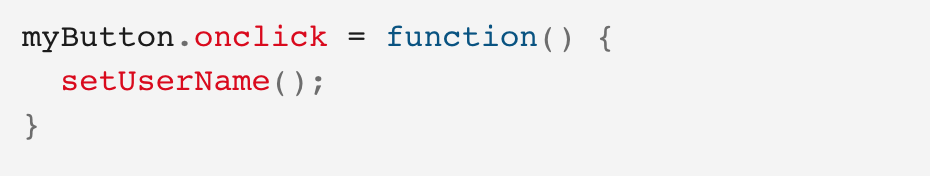 myButton.onclick = function() {
  setUserName();
}